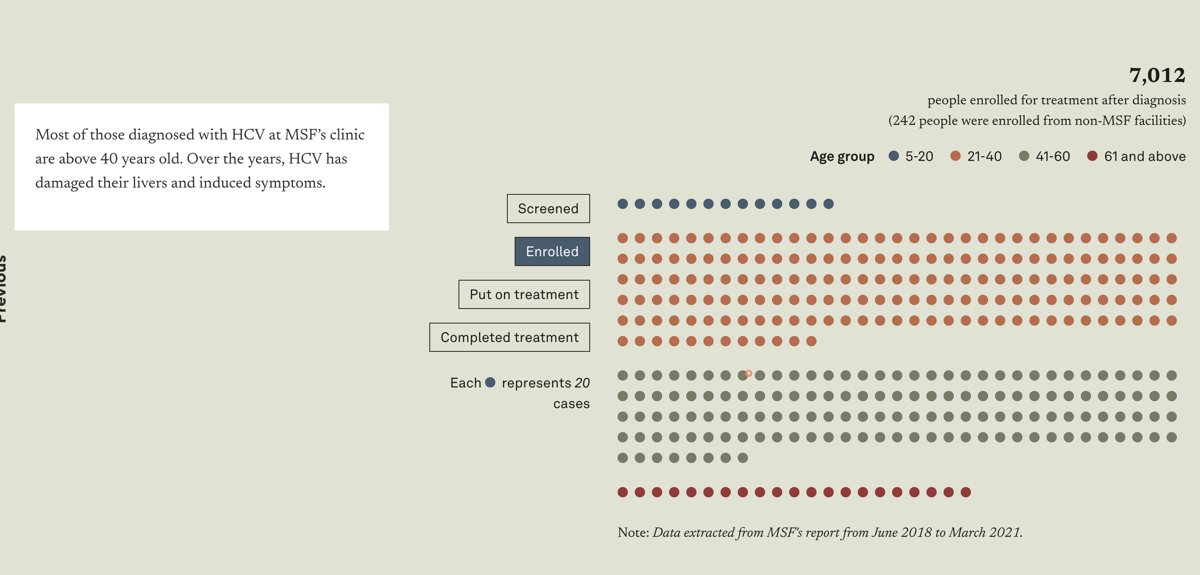 7,012
people enrolled for treatment after diagnosis
(242 people were enrolled from non-MSF facilities)
Most of those diagnosed with HCV at MSF's clinic
are above 40 years old. Over the years, HCV has
damaged their livers and induced symptoms.
Age group 5-20 21-40 41-60 61 and above
Screened
Enrolled
Put on treatment
Completed treatment
Each represents 20
cases
Previous
Note: Data extracted from MSF's report from June 2018 to March 2021.